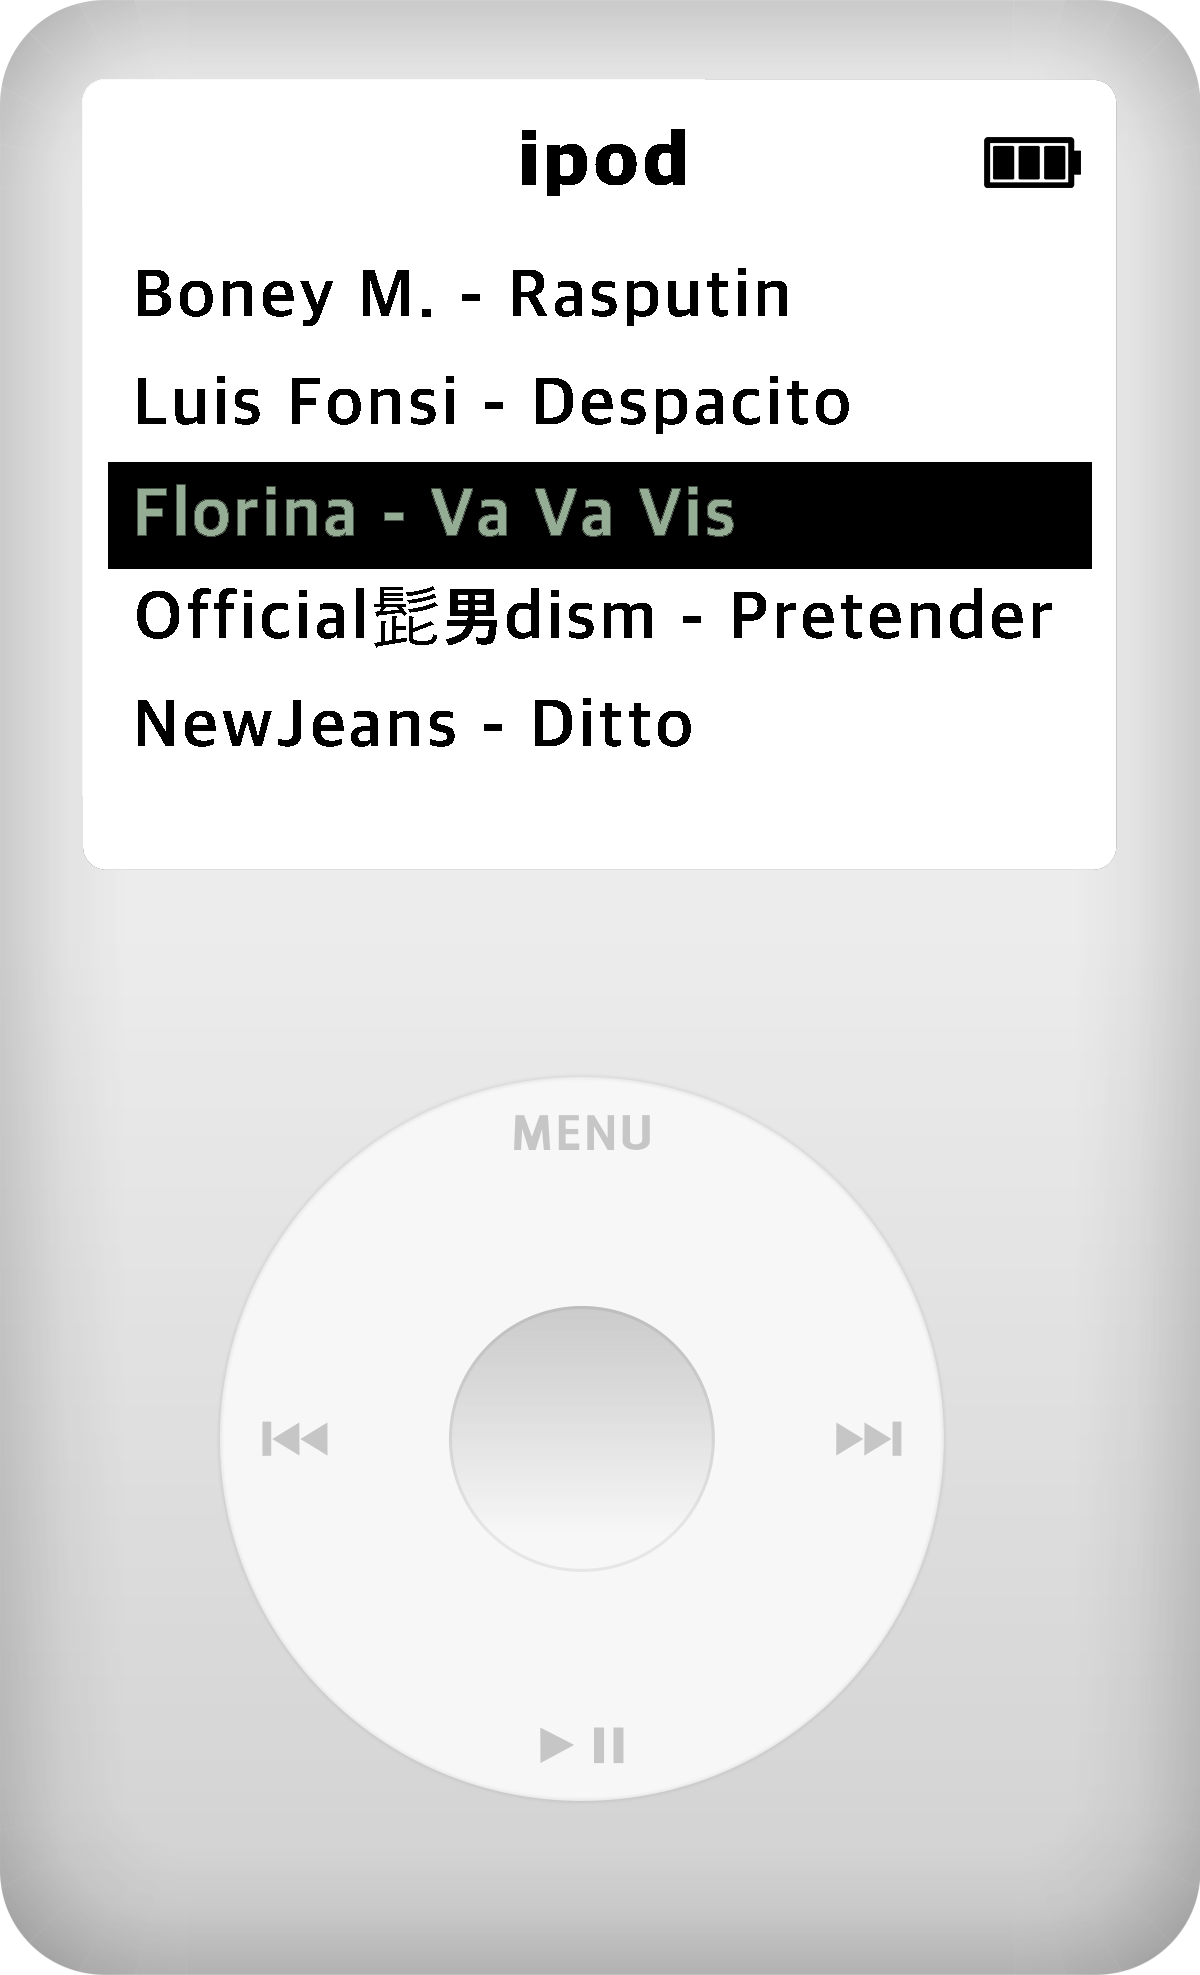 ipod
Boney M. - Rasputin
Luis Fonsi - Despacito
Florina - Va Va Vis
Official髭男dism - Pretender
NewJeans - Ditto
MENU